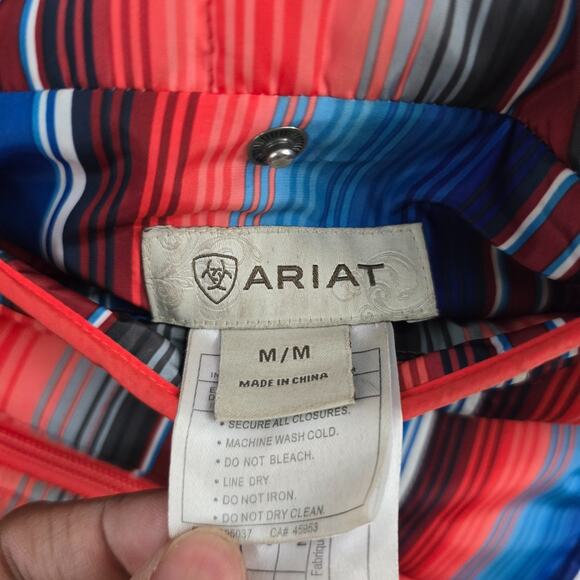 ARIAT
M/M
MADE IN CHINA
• SECURE ALL CLOSURES.
• MACHINE WASH COLD.
• DO NOT BLEACH.
• LINE DRY.
• DO NOT IRON.
• DO NOT DRY CLEAN.
CA# 45953
Fabriqu